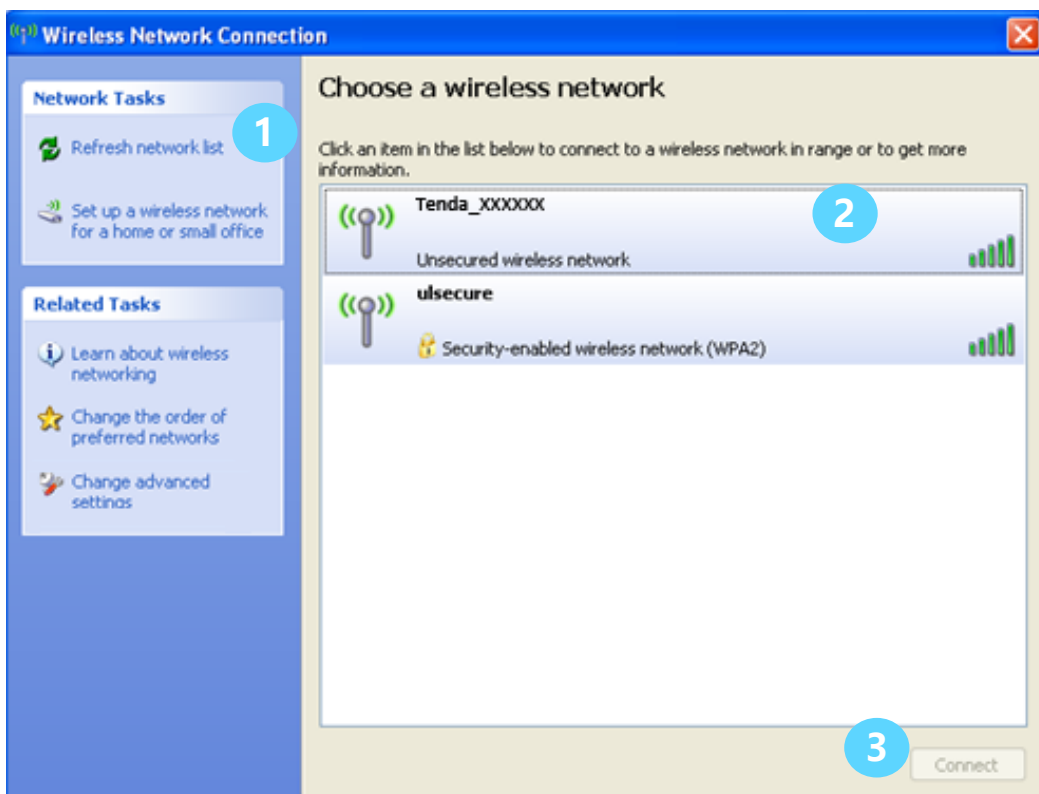 Wireless Network Connection
Network Tasks
1
Refresh network list
Set up a wireless network
for a home or small office
Related Tasks
Learn about wireless
networking
Change the order of
preferred networks
Change advanced
settings
Choose a wireless network
Click an item in the list below to connect to a wireless network in range or to get more
information.
Tenda_XXXXXX
2
Unsecured wireless network
ulsecure
Security-enabled wireless network (WPA2)
3
Connect